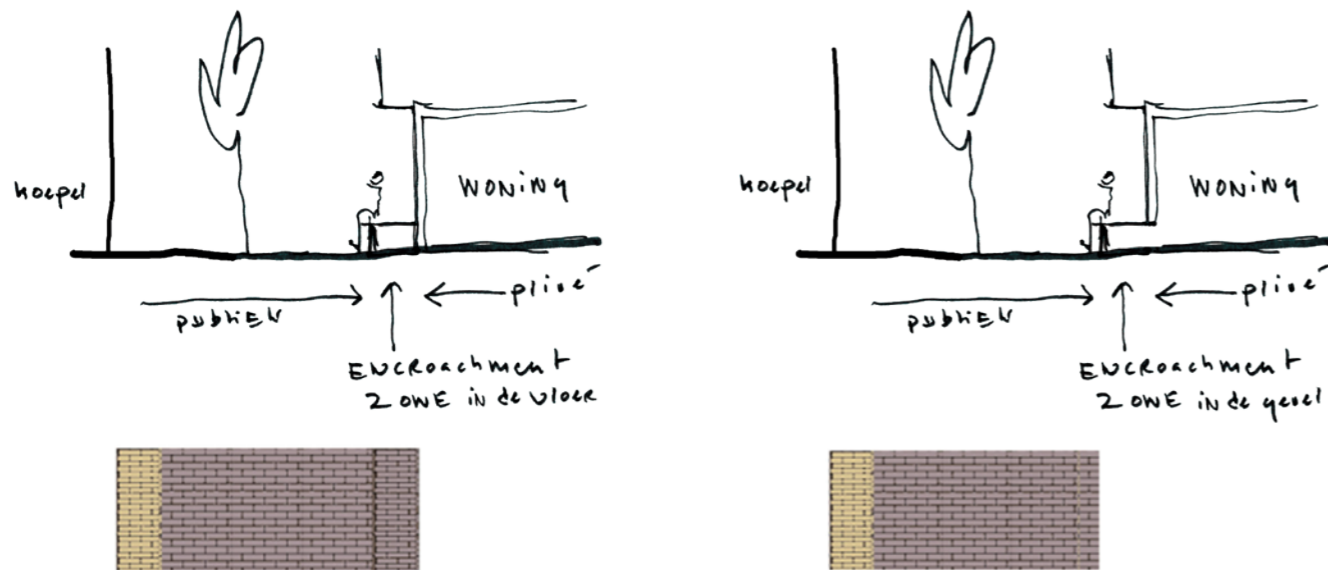 hoepel
WONING
publiek
privé
ENCROachment
ZONE in de vloer
hoepel
WONING
publiek
privé
ENCROachment
ZONE in de gevel